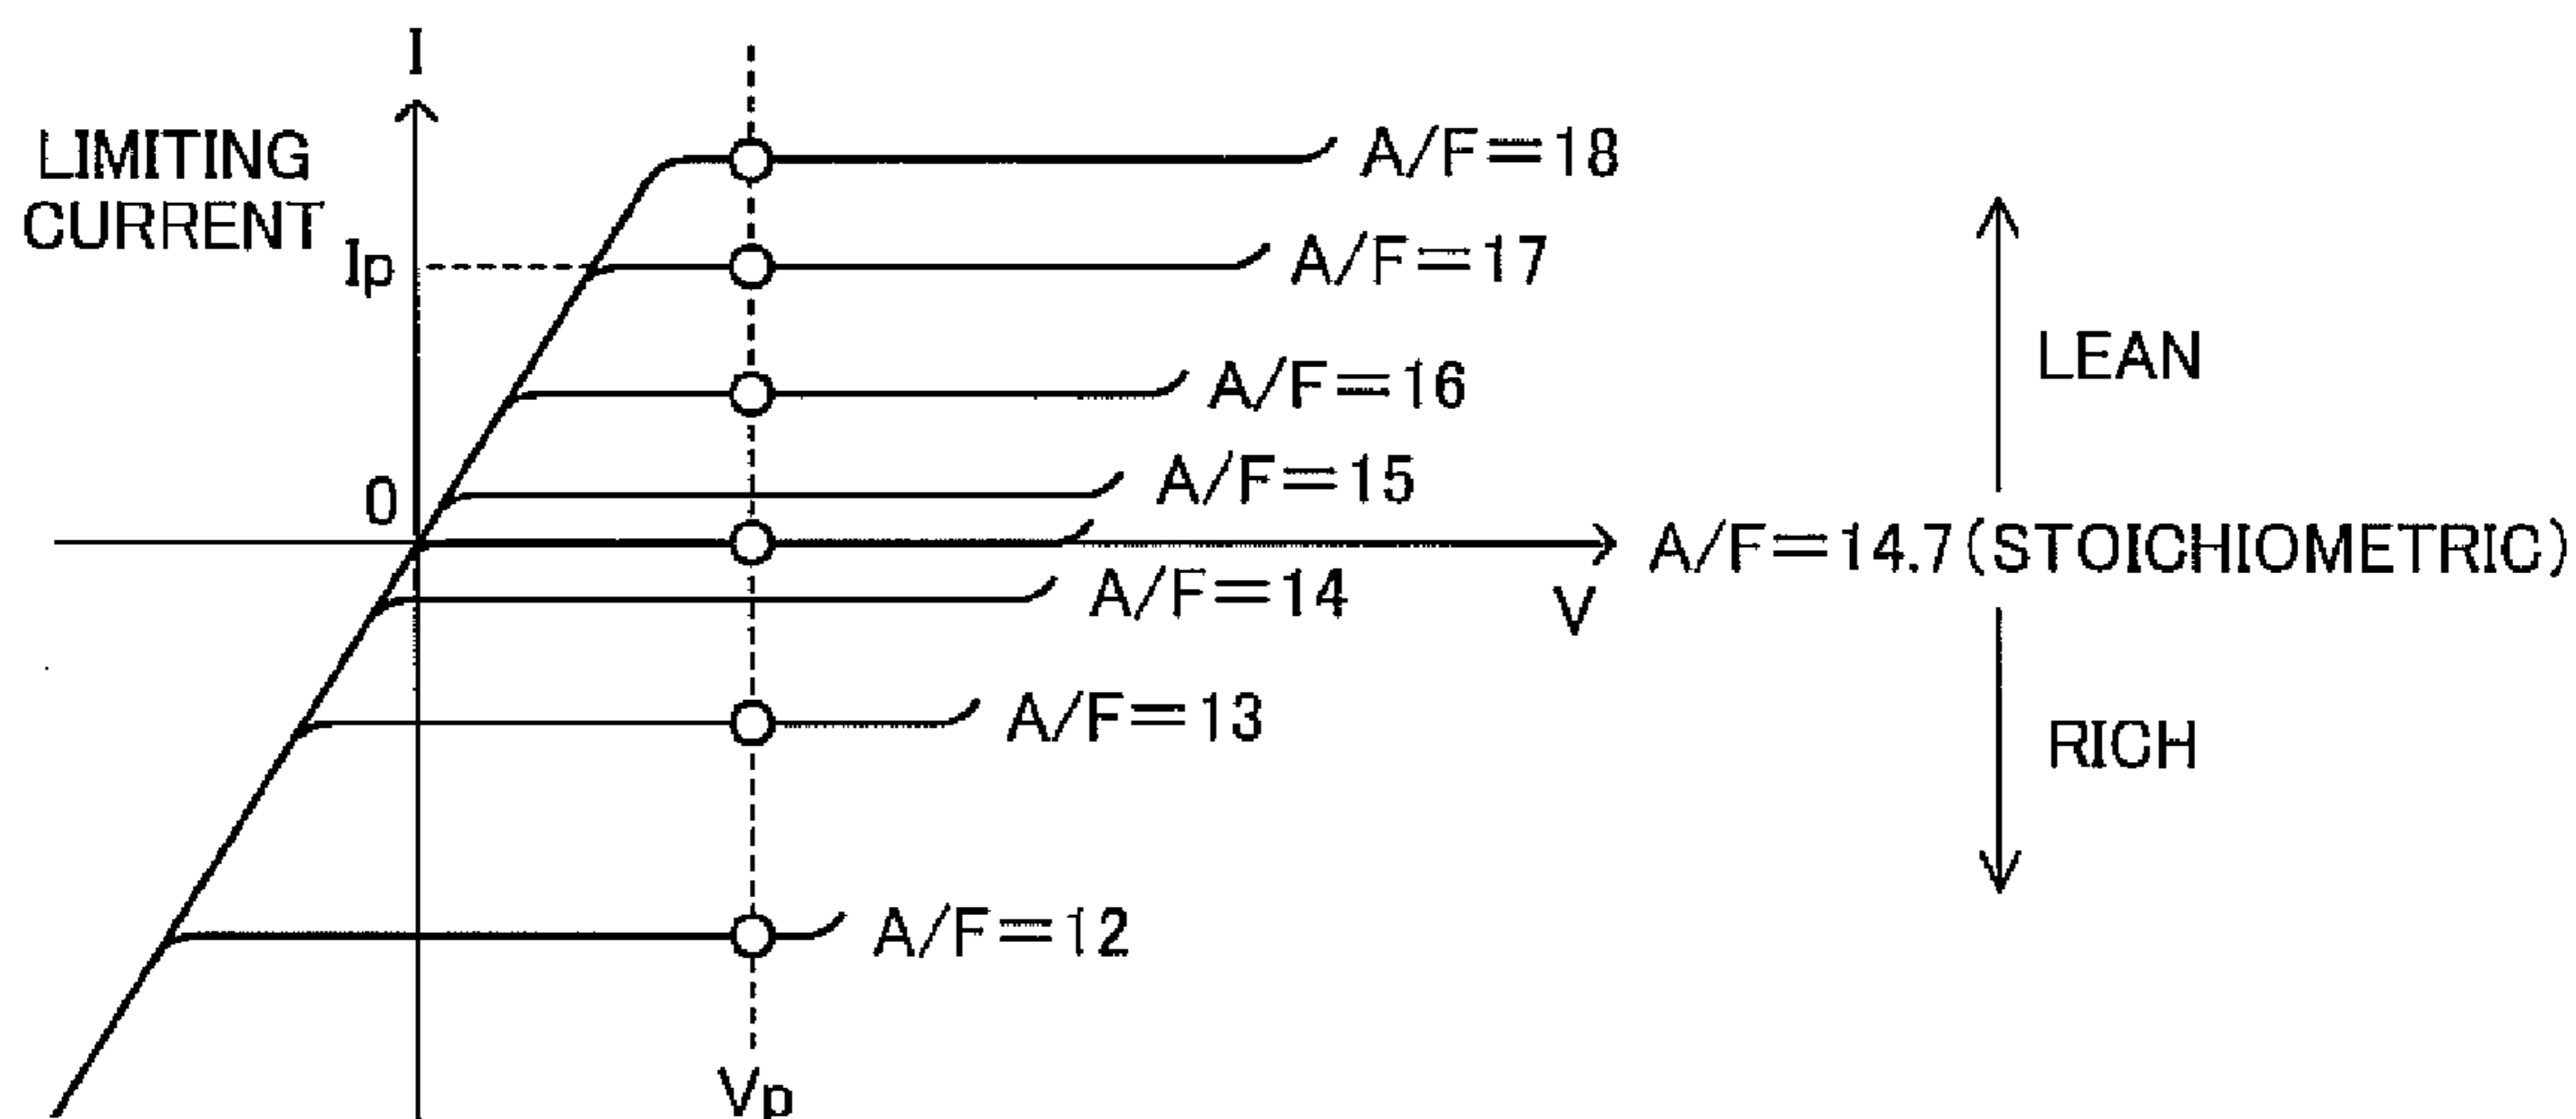 I
LIMITING
CURRENT
A/F=18
Ip
A/F=17
LEAN
A/F=16
0
A/F=15
A/F=14.7(STOICHIOMETRIC)
V
A/F=14
A/F=13
RICH
A/F=12
Vp